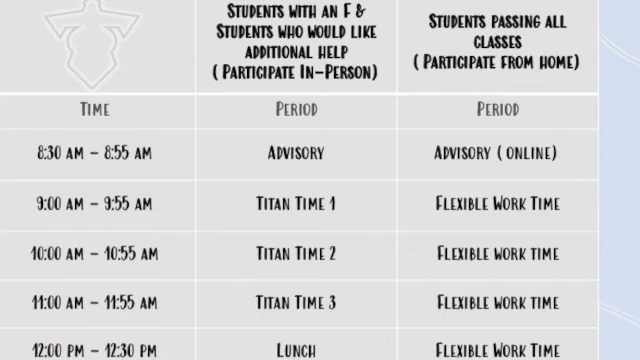 Students with an F &
Students who would like
additional help
( Participate In-Person)
Students passing all
classes
( Participate from home)
Time
Period
Period
8:30 am – 8:55 am
Advisory
Advisory ( online)
9:00 am – 9:55 am
Titan Time 1
Flexible Work Time
10:00 am – 10:55 am
Titan Time 2
Flexible work time
11:00 am – 11:55 am
Titan Time 3
Flexible work time
12:00 pm – 12:30 pm
Lunch
Flexible Work Time